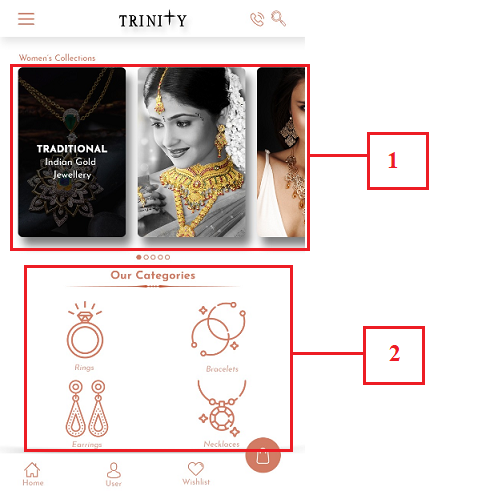 TRINITY
Women's Collections
TRADITIONAL
Indian Gold
Jewellery
1
Our Categories
Rings
Bracelets
2
Earrings
Necklaces
Home
User
Wishlist